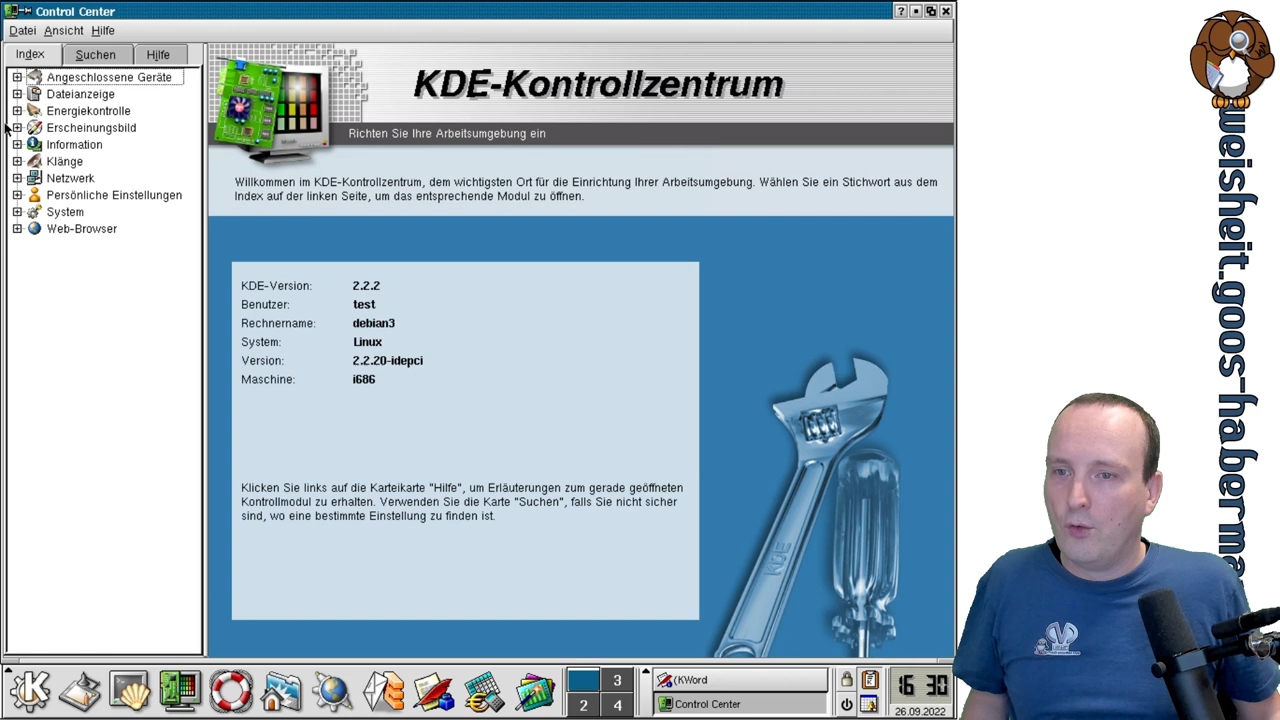 Control Center
Datei Ansicht Hilfe
Index Suchen Hilfe
Angeschlossene Geräte
Dateianzeige
Energiekontrolle
Erscheinungsbild
Information
Klänge
Netzwerk
Persönliche Einstellungen
System
Web-Browser
KDE-Kontrollzentrum
Richten Sie Ihre Arbeitsumgebung ein
Willkommen im KDE-Kontrollzentrum, dem wichtigsten Ort für die Einrichtung Ihrer Arbeitsumgebung. Wählen Sie ein Stichwort aus dem
Index auf der linken Seite, um das entsprechende Modul zu öffnen.
KDE-Version: 2.2.2
Benutzer: test
Rechnername: debian3
System: Linux
Version: 2.2.20-idepci
Maschine: i686
Klicken Sie links auf die Karteikarte "Hilfe", um Erläuterungen zum gerade geöffneten
Kontrollmodul zu erhalten. Verwenden Sie die Karte "Suchen", falls Sie nicht sicher
sind, wo eine bestimmte Einstellung zu finden ist.
KDE
3
2 4
(KWord
Control Center
16 30
26.09.2022
weisheit.goos-haberma